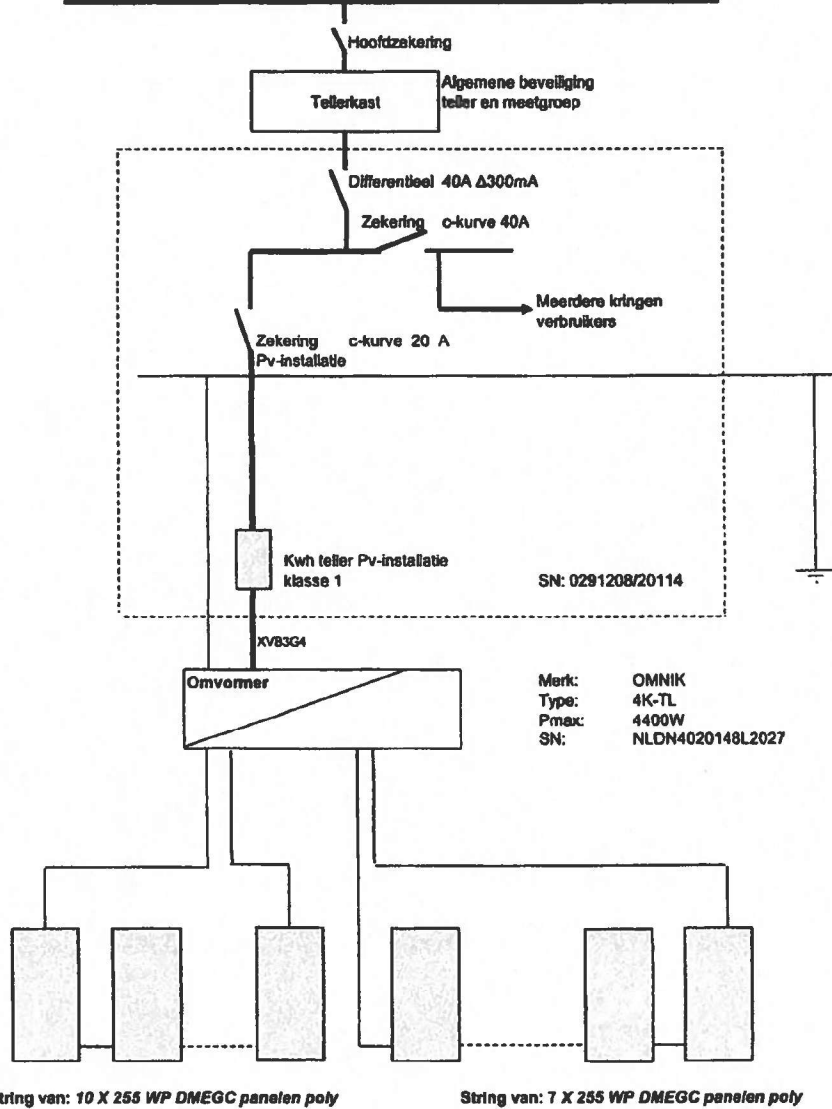 Hoofdzekering
Tellerkast
Algemene beveiliging
teller en meetgroep
Differentieel 40A Δ300mA
Zekering c-kurve 40A
Meerdere kringen
verbruikers
Zekering c-kurve 20 A
Pv-installatie
Kwh teller Pv-installatie
klasse 1
SN: 0291208/20114
XVB3G4
Omvormer
Merk: OMNIK
Type: 4K-TL
Pmax: 4400W
SN: NLDN4020148L2027
tring van: 10 X 255 WP DMEGC panelen poly
String van: 7 X 255 WP DMEGC panelen poly